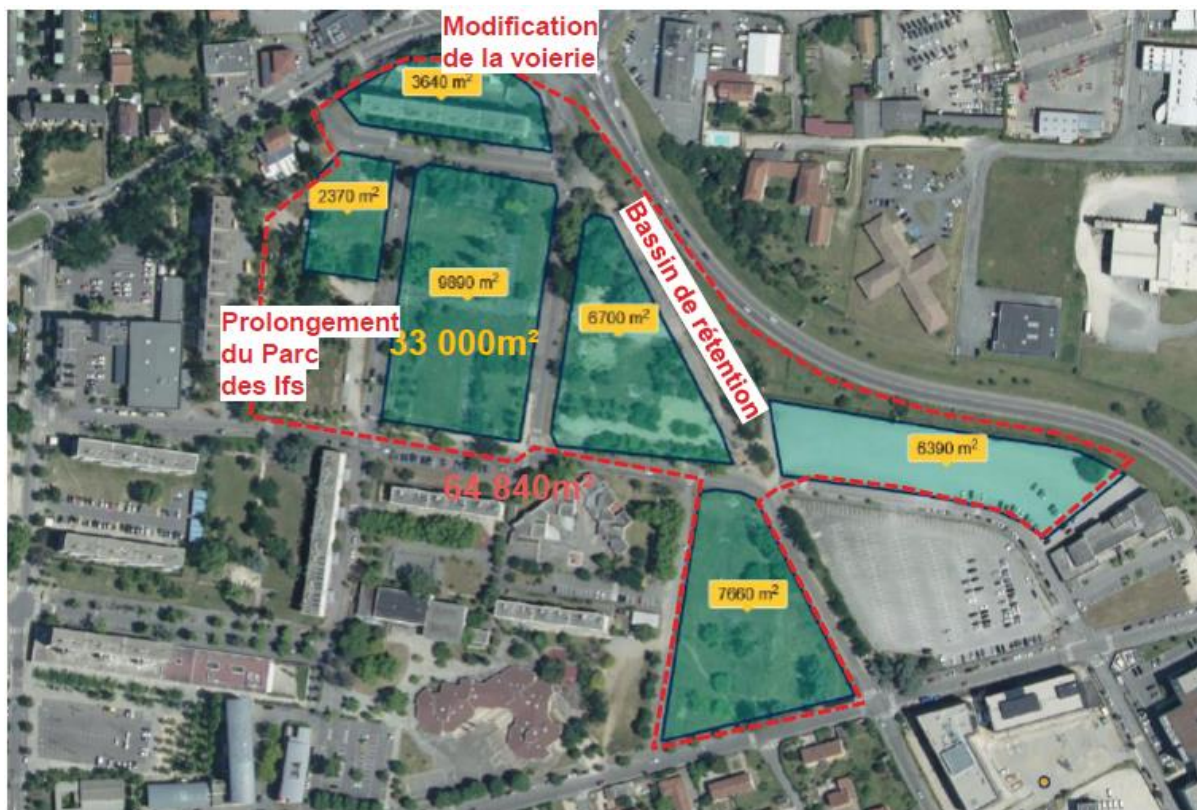 Modification
de la voierie
3640 m²
2370 m²
9890 m²
33 000m²
6700 m²
Bassin de rétention
Prolongement
du Parc
des Ifs
6390 m²
64 840m²
7660 m²